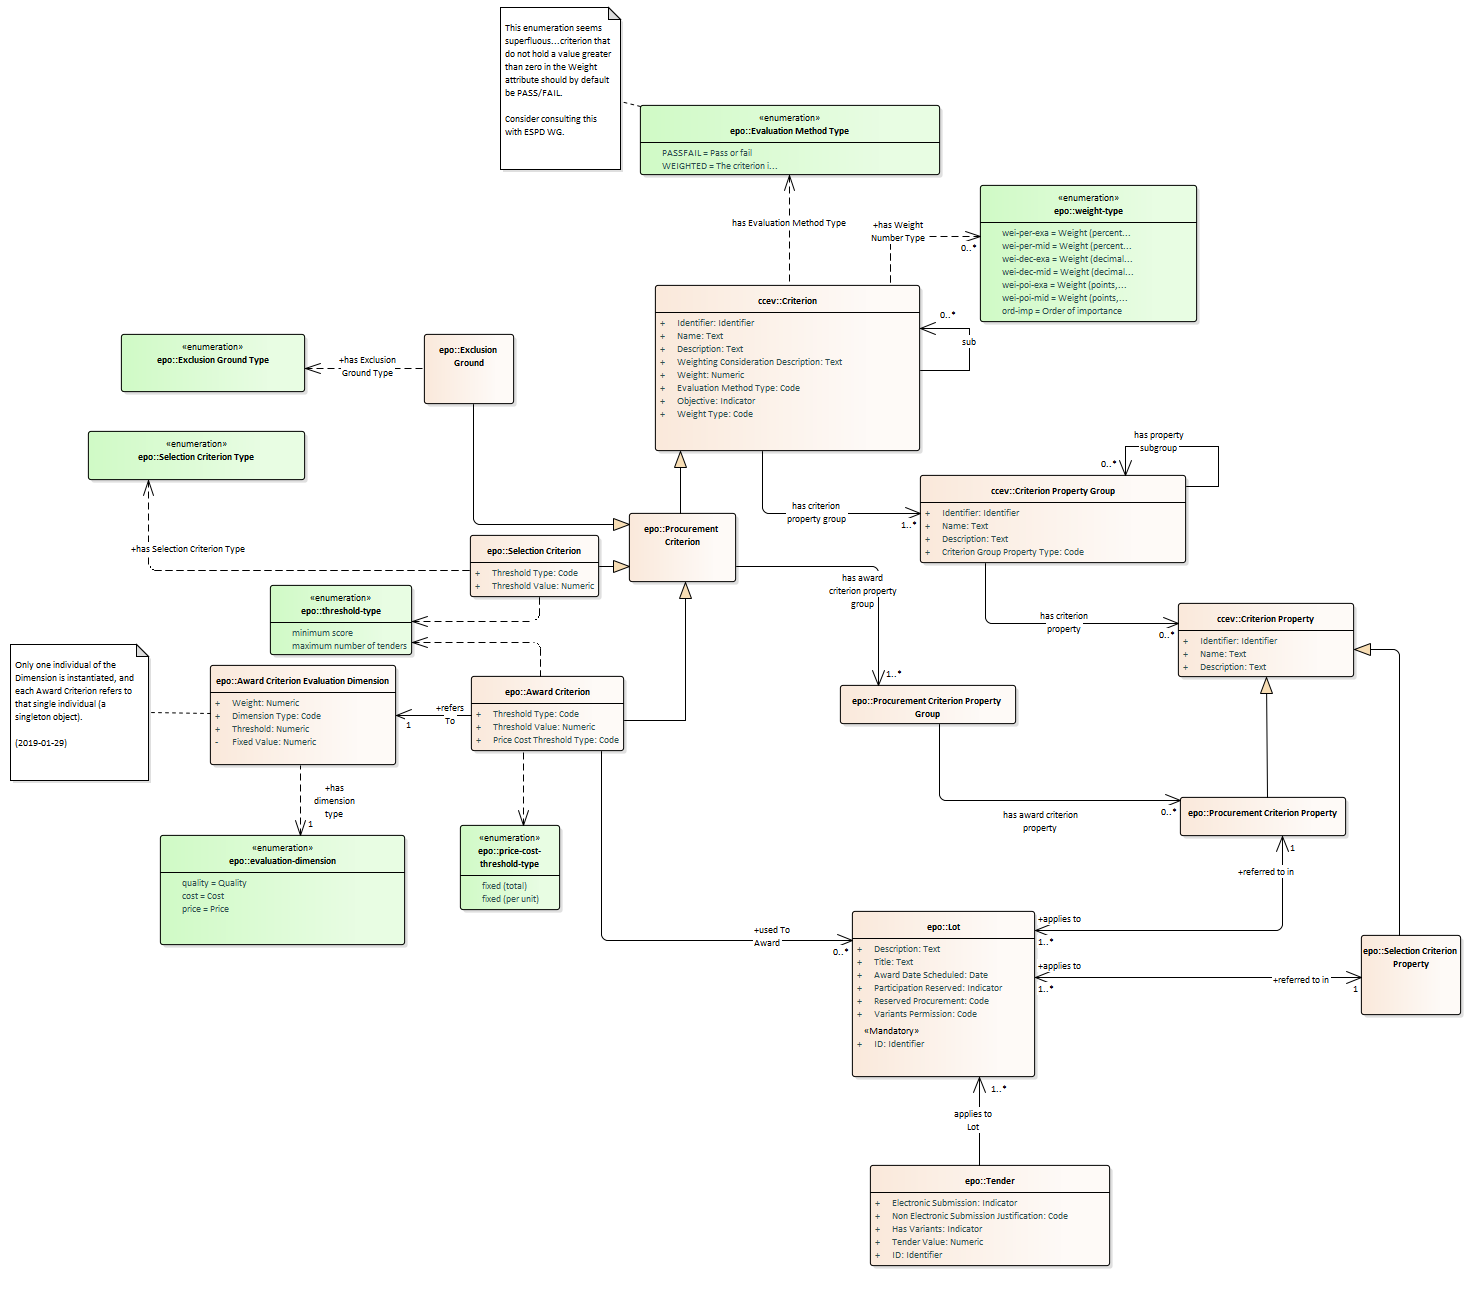 This enumeration seems
superfluous...criterion that
do not hold a value greater
than zero in the Weight
attribute should by default
be PASS/FAIL.
Consider consulting this
with ESPD WG.
«enumeration»
epo::Evaluation Method Type
PASSFAIL = Pass or fail
WEIGHTED = The criterion i...
«enumeration»
epo::weight-type
wei-per-exa = Weight (percent...
wei-per-mid = Weight (percent...
wei-dec-exa = Weight (decimal...
wei-dec-mid = Weight (decimal...
wei-poi-exa = Weight (points,...
wei-poi-mid = Weight (points,...
ord-imp = Order of importance
has Evaluation Method Type
+has Weight
Number Type
0..*
ccev::Criterion
+ Identifier: Identifier
+ Name: Text
+ Description: Text
+ Weighting Consideration Description: Text
+ Weight: Numeric
+ Evaluation Method Type: Code
+ Objective: Indicator
+ Weight Type: Code
0..*
sub
«enumeration»
epo::Exclusion Ground Type
+has Exclusion
Ground Type
epo::Exclusion
Ground
«enumeration»
epo::Selection Criterion Type
+has Selection Criterion Type
has property
subgroup
0..*
ccev::Criterion Property Group
+ Identifier: Identifier
+ Name: Text
+ Description: Text
+ Criterion Group Property Type: Code
has criterion
property group
1..*
epo::Procurement
Criterion
epo::Selection Criterion
+ Threshold Type: Code
+ Threshold Value: Numeric
«enumeration»
epo::threshold-type
minimum score
maximum number of tenders
has award
criterion property
group
1..*
has criterion
property
0..*
ccev::Criterion Property
+ Identifier: Identifier
+ Name: Text
+ Description: Text
Only one individual of the
Dimension is instantiated, and
each Award Criterion refers to
that single individual (a
singleton object).
(2019-01-29)
epo::Award Criterion Evaluation Dimension
+ Weight: Numeric
+ Dimension Type: Code
+ Threshold: Numeric
- Fixed Value: Numeric
+refers
To
1
epo::Award Criterion
+ Threshold Type: Code
+ Threshold Value: Numeric
+ Price Cost Threshold Type: Code
epo::Procurement Criterion Property
Group
+has
dimension
type
1
has award criterion
property
0..*
epo::Procurement Criterion Property
«enumeration»
epo::evaluation-dimension
quality = Quality
cost = Cost
price = Price
«enumeration»
epo::price-cost-
threshold-type
fixed (total)
fixed (per unit)
1
+referred to in
+used To
Award
0..*
epo::Lot
+ Description: Text
+ Title: Text
+ Award Date Scheduled: Date
+ Participation Reserved: Indicator
+ Reserved Procurement: Code
+ Variants Permission: Code
«Mandatory»
+ ID: Identifier
+applies to
1..*
+applies to
1..*
+referred to in
1
epo::Selection Criterion
Property
1..*
applies to
Lot
epo::Tender
+ Electronic Submission: Indicator
+ Non Electronic Submission Justification: Code
+ Has Variants: Indicator
+ Tender Value: Numeric
+ ID: Identifier